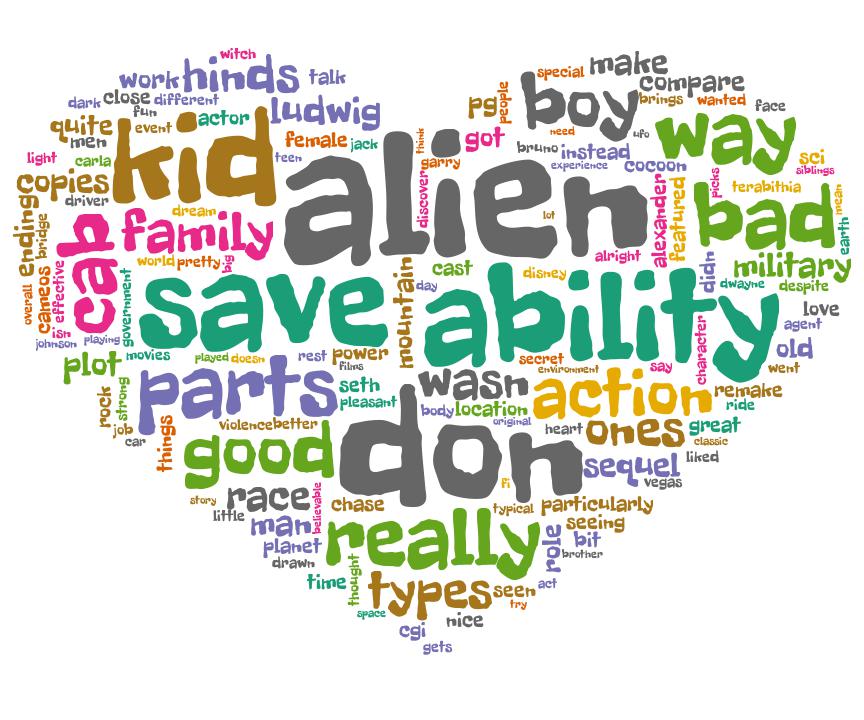 witch
work
hinds
talk
dark
close
different
ludwig
fun
quite
event
actor
men
female
jack
light
carla
kid
teen
copies
driver
dream
ending
bridge
cab
family
world
pretty
big
overall
cameos
isn
effective
johnson
playing
government
special
make
pg
people
boy
compare
brings
wanted
face
need
ufo
way
got
think
garry
bruno
instead
experience
cocoon
sci
siblings
picks
terabithia
mean
alien
discover
lot
alexander
featured
bad
earth
alright
didn
military
cast
disney
day
mountain
dwayne
despite
save
ability
love
agent
old
plot
movies
played
doesn
rest
power
films
secret
environment
say
character
went
rock
strong
parts
seth
pleasant
wasn
body
location
original
action
remake
ride
job
car
things
violence
better
good
don
heart
ones
great
classic
sequel
liked
vegas
story
race
little
believable
chase
fi
typical
particularly
man
really
seeing
planet
drawn
role
bit
brother
time
thought
types
seen
act
try
space
nice
cgi
gets